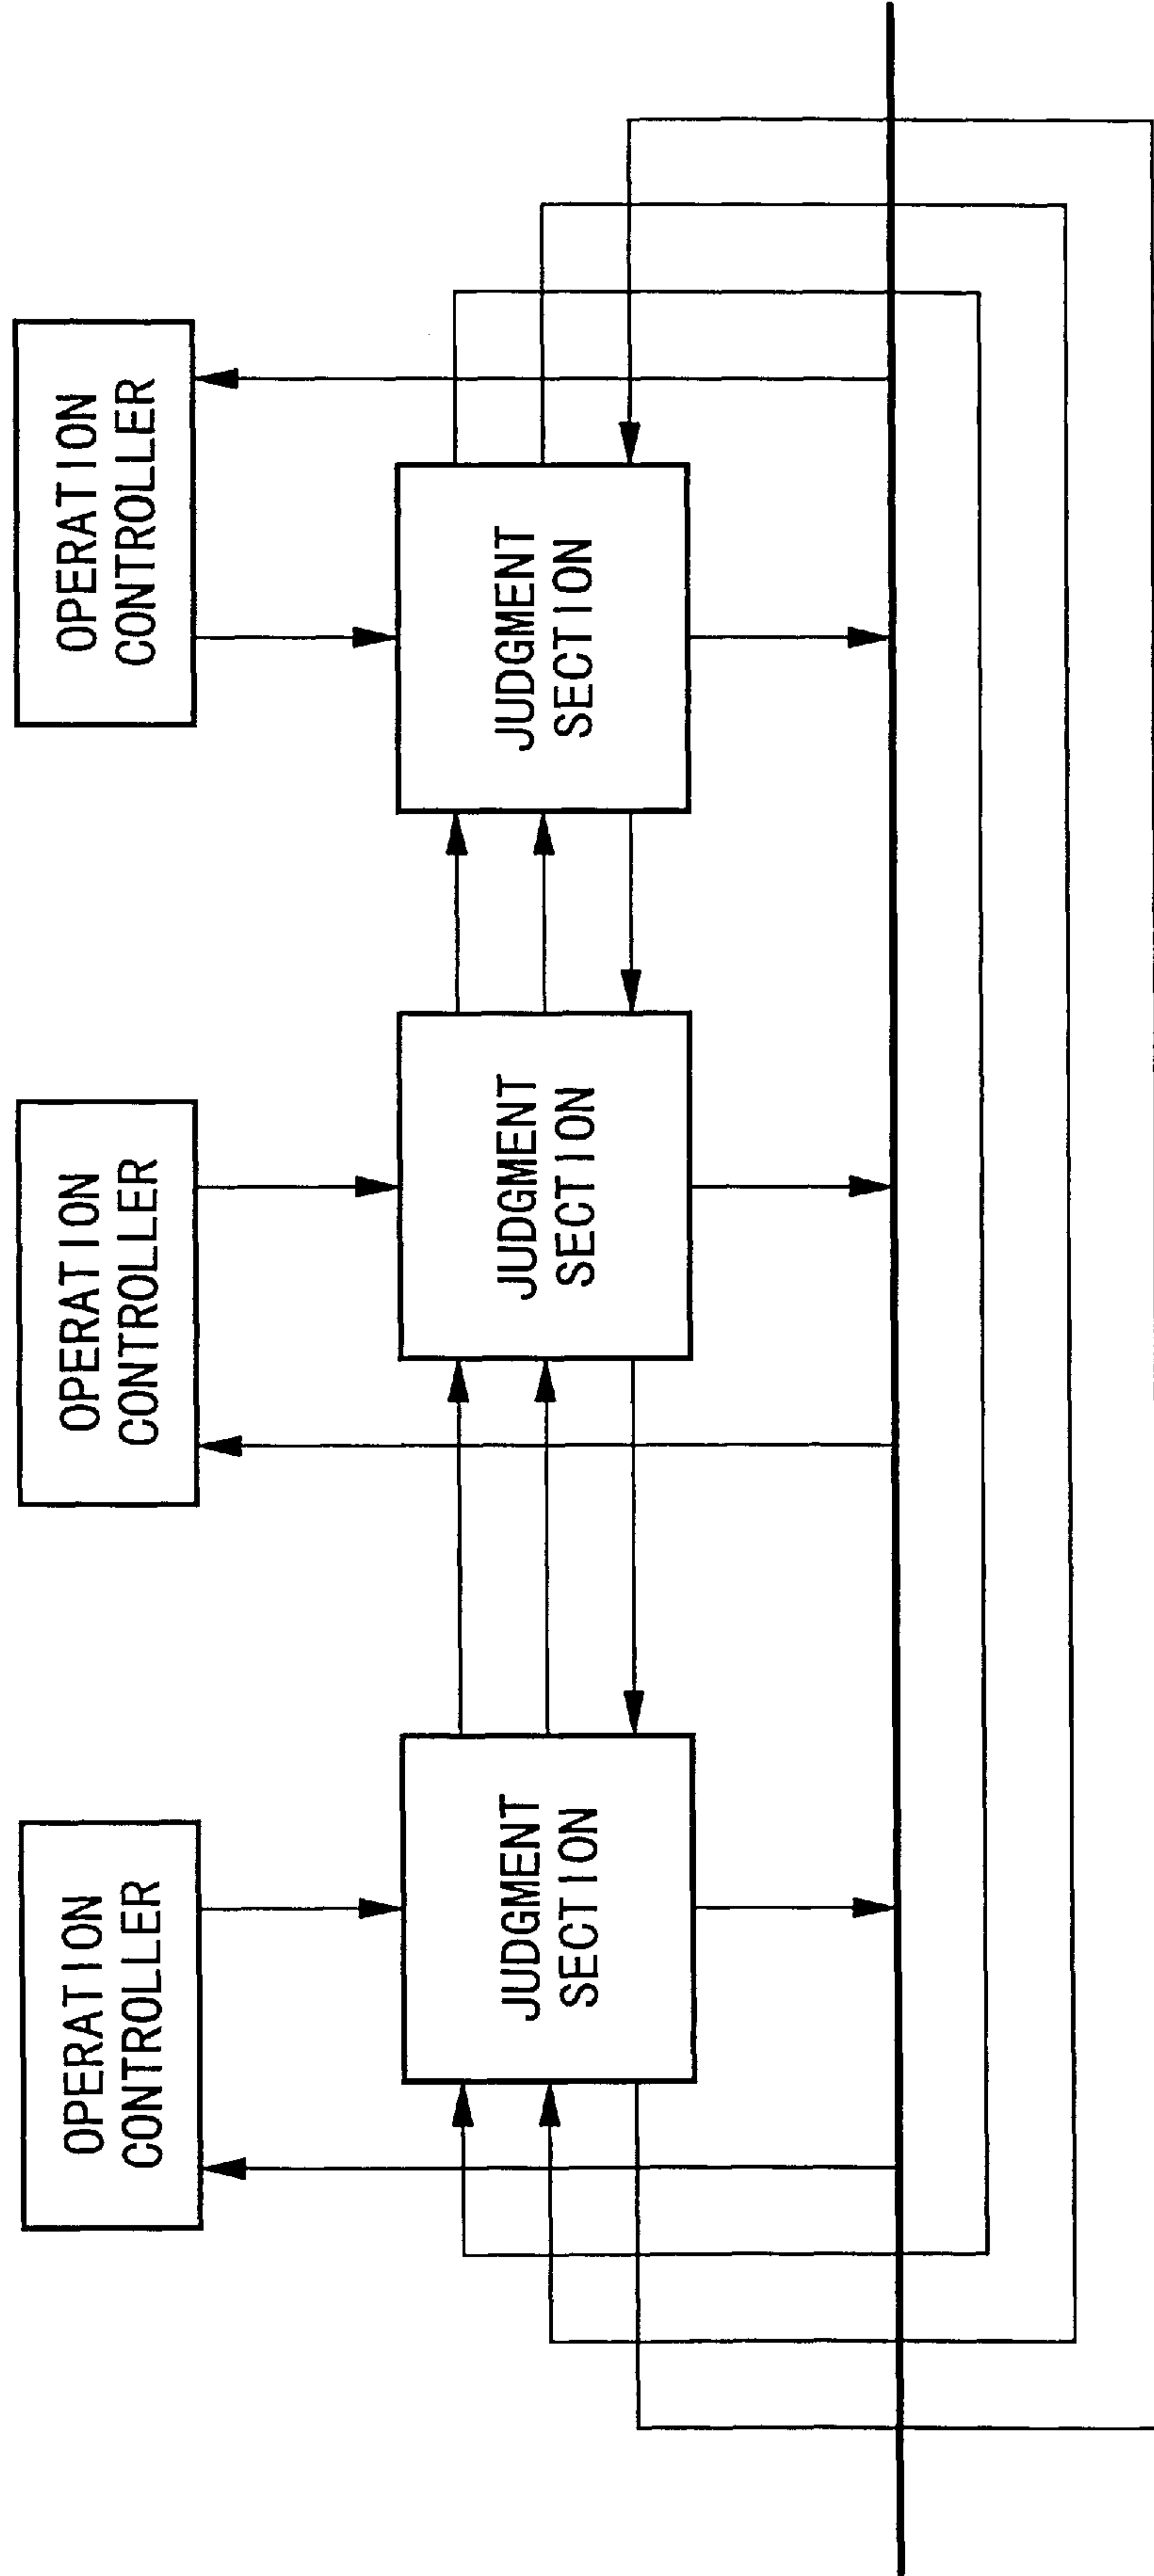 OPERATION
CONTROLLER
OPERATION
CONTROLLER
OPERATION
CONTROLLER
JUDGMENT
SECTION
JUDGMENT
SECTION
JUDGMENT
SECTION